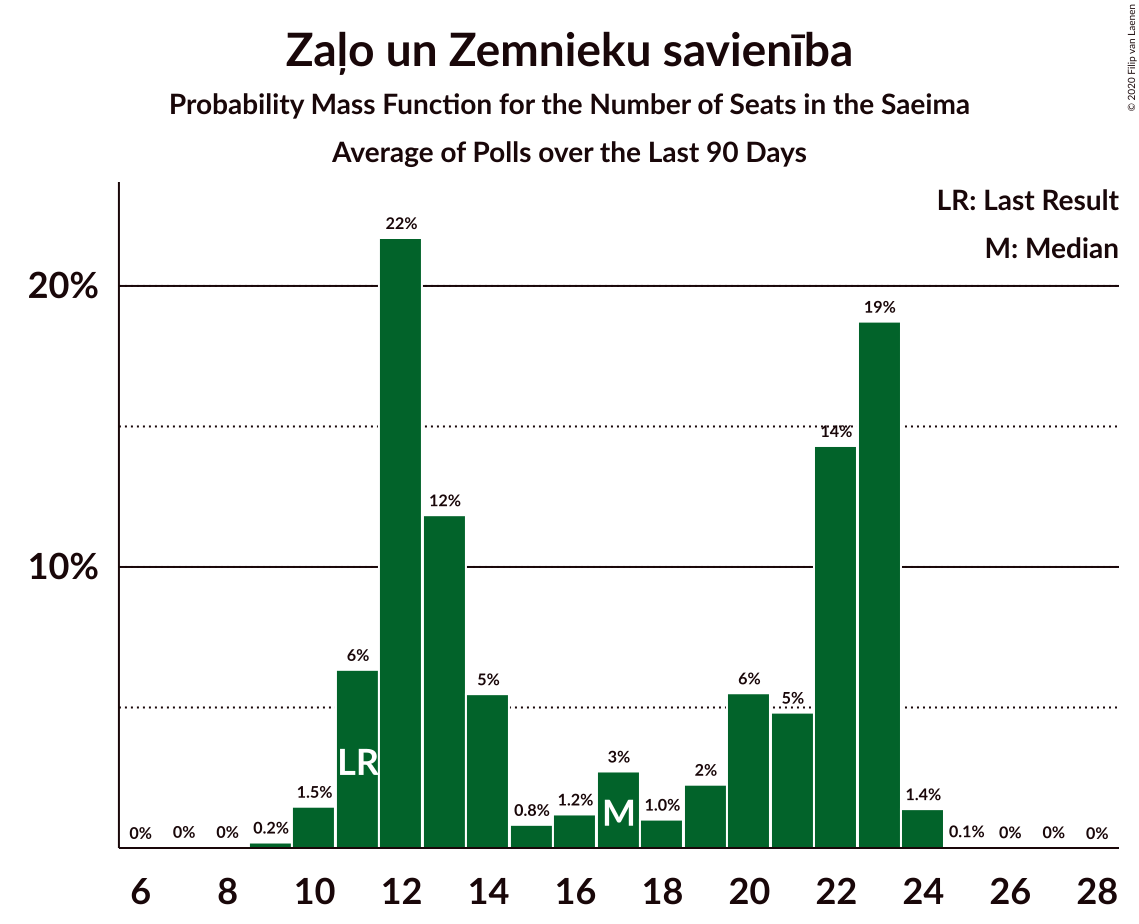 Zaļo un Zemnieku savienība
Probability Mass Function for the Number of Seats in the Saeima
Average of Polls over the Last 90 Days
© 2020 Filip van Laenen
LR: Last Result
M: Median
20%
10%
0% 0% 0% 0.2% 1.5% 6% 22% 12% 5% 0.8% 1.2% 3% 1.0% 2% 6% 5% 14% 19% 1.4% 0.1% 0% 0% 0%
LR
M
6 8 10 12 14 16 18 20 22 24 26 28